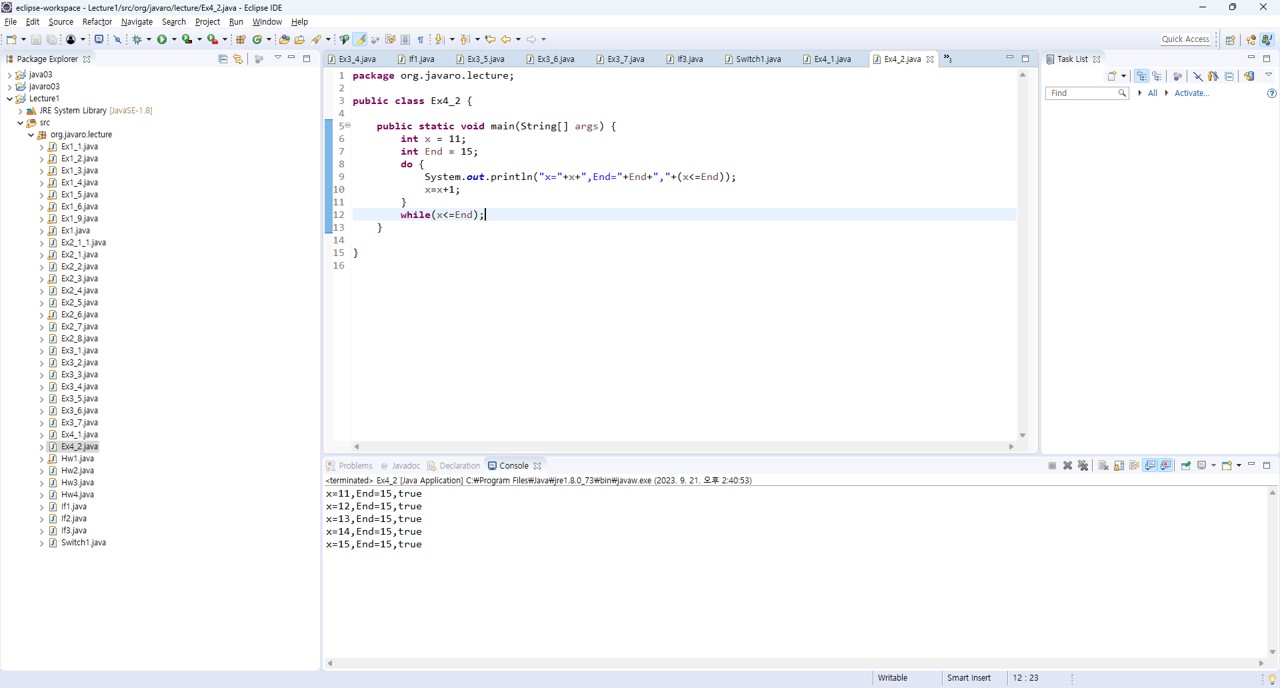 eclipse-workspace - Lecture1/src/org/javaro/lecture/Ex4_2.java - Eclipse IDE
File Edit Source Refactor Navigate Search Project Run Window Help
Quick Access
Package Explorer
java03
javaro03
Lecture1
JRE System Library [JavaSE-1.8]
src
org.javaro.lecture
Ex1_1.java
Ex1_2.java
Ex1_3.java
Ex1_4.java
Ex1_5.java
Ex1_6.java
Ex1_9.java
Ex1.java
Ex2_1_1.java
Ex2_1.java
Ex2_2.java
Ex2_3.java
Ex2_4.java
Ex2_5.java
Ex2_6.java
Ex2_7.java
Ex2_8.java
Ex3_1.java
Ex3_2.java
Ex3_3.java
Ex3_4.java
Ex3_5.java
Ex3_6.java
Ex3_7.java
Ex4_1.java
Ex4_2.java
Hw1.java
Hw2.java
Hw3.java
Hw4.java
If1.java
If2.java
If3.java
Switch1.java
Ex3_4.java If1.java Ex3_5.java Ex3_6.java Ex3_7.java If3.java Switch1.java Ex4_1.java Ex4_2.java »3
1 package org.javaro.lecture;
2
3 public class Ex4_2 {
4
5 public static void main(String[] args) {
6 int x = 11;
7 int End = 15;
8 do {
9 System.out.println("x="+x+",End="+End+","+(x<=End));
10 x=x+1;
11 }
12 while(x<=End);
13 }
14
15 }
16
Task List
Find All Activate...
Problems Javadoc Declaration Console
<terminated> Ex4_2 [Java Application] C:₩Program Files₩Java₩jre1.8.0_73₩bin₩javaw.exe (2023. 9. 21. 오후 2:40:53)
x=11,End=15,true
x=12,End=15,true
x=13,End=15,true
x=14,End=15,true
x=15,End=15,true
Writable Smart Insert 12 : 23